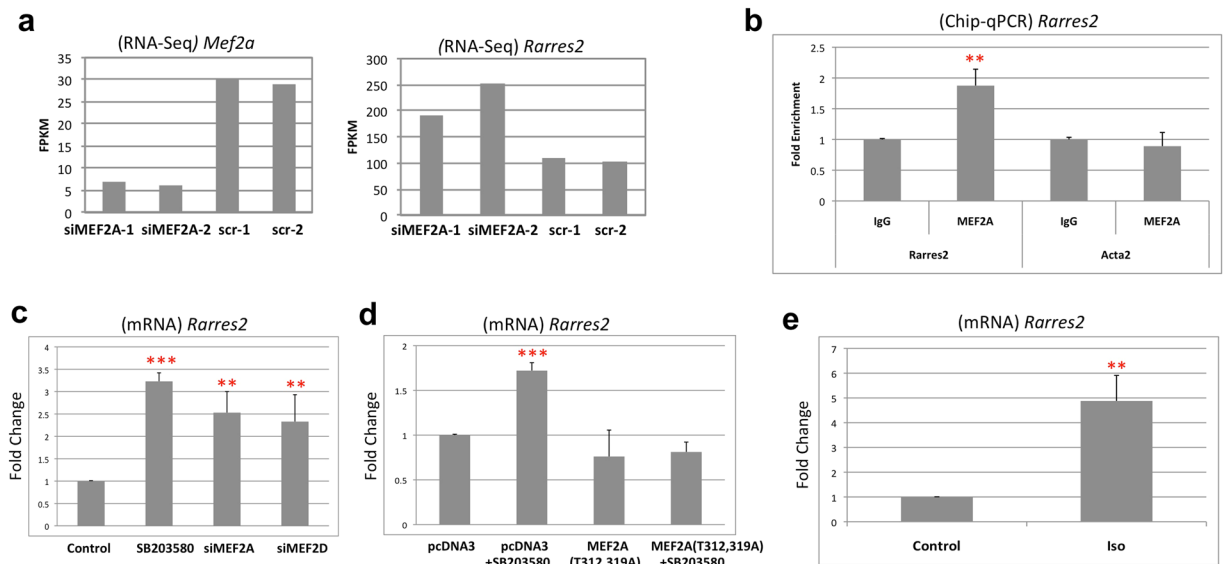 a
(RNA-Seq) Mef2a
FPKM
35
30
25
20
15
10
5
0
siMEF2A-1 siMEF2A-2 scr-1 scr-2
(RNA-Seq) Rarres2
FPKM
300
250
200
150
100
50
0
siMEF2A-1 siMEF2A-2 scr-1 scr-2
b
(Chip-qPCR) Rarres2
Fold Enrichment
2.5
2
1.5
1
0.5
0
**
IgG MEF2A IgG MEF2A
Rarres2 Acta2
c
(mRNA) Rarres2
Fold Change
4
3.5
3
2.5
2
1.5
1
0.5
0
*** ** **
Control SB203580 siMEF2A siMEF2D
d
(mRNA) Rarres2
Fold Change
2
1.5
1
0.5
0
***
pcDNA3 pcDNA3 MEF2A MEF2A(T312,319A)
+SB203580 (T312,319A) +SB203580
e
(mRNA) Rarres2
Fold Change
7
6
5
4
3
2
1
0
**
Control Iso